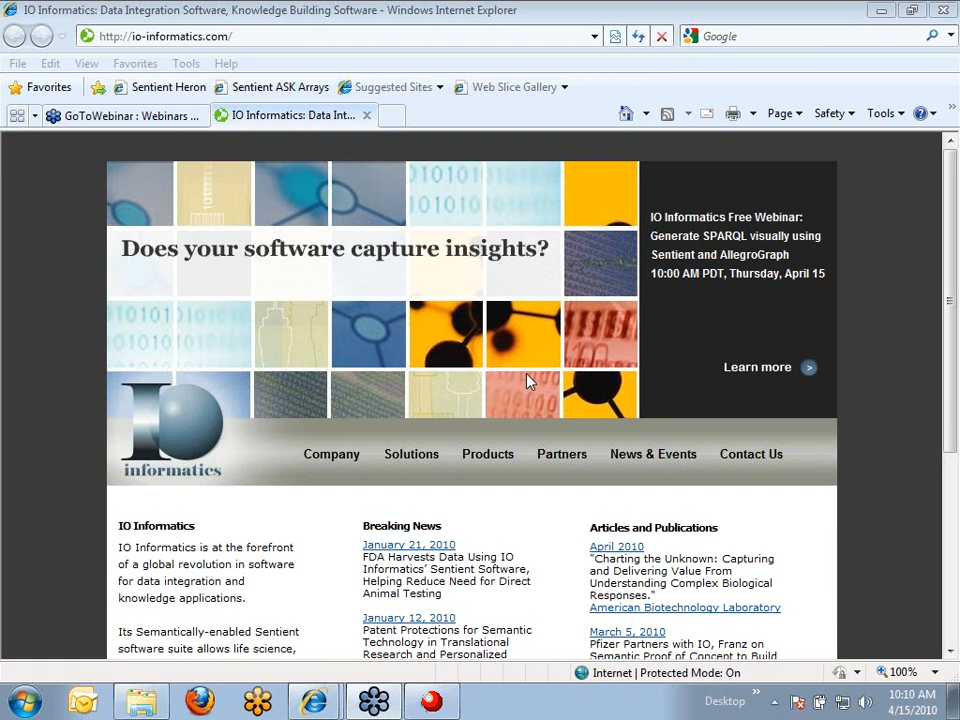 IO Informatics: Data Integration Software, Knowledge Building Software - Windows Internet Explorer
http://io-informatics.com/
Google
File Edit View Favorites Tools Help
Favorites Sentient Heron Sentient ASK Arrays Suggested Sites Web Slice Gallery
GoToWebinar : Webinars ... IO Informatics: Data Int... Page Safety Tools
Does your software capture insights?
IO Informatics Free Webinar:
Generate SPARQL visually using
Sentient and AllegroGraph
10:00 AM PDT, Thursday, April 15
Learn more >
IO
informatics
Company Solutions Products Partners News & Events Contact Us
IO Informatics
IO Informatics is at the forefront
of a global revolution in software
for data integration and
knowledge applications.
Its Semantically-enabled Sentient
software suite allows life science,
Breaking News
January 21, 2010
FDA Harvests Data Using IO
Informatics' Sentient Software,
Helping Reduce Need for Direct
Animal Testing
January 12, 2010
Patent Protections for Semantic
Technology in Translational
Research and Personalized
Articles and Publications
April 2010
"Charting the Unknown: Capturing
and Delivering Value From
Understanding Complex Biological
Responses."
American Biotechnology Laboratory
March 5, 2010
Pfizer Partners with IO, Franz on
Semantic Proof of Concept to Build
Internet | Protected Mode: On
100%
Desktop
10:10 AM
4/15/2010